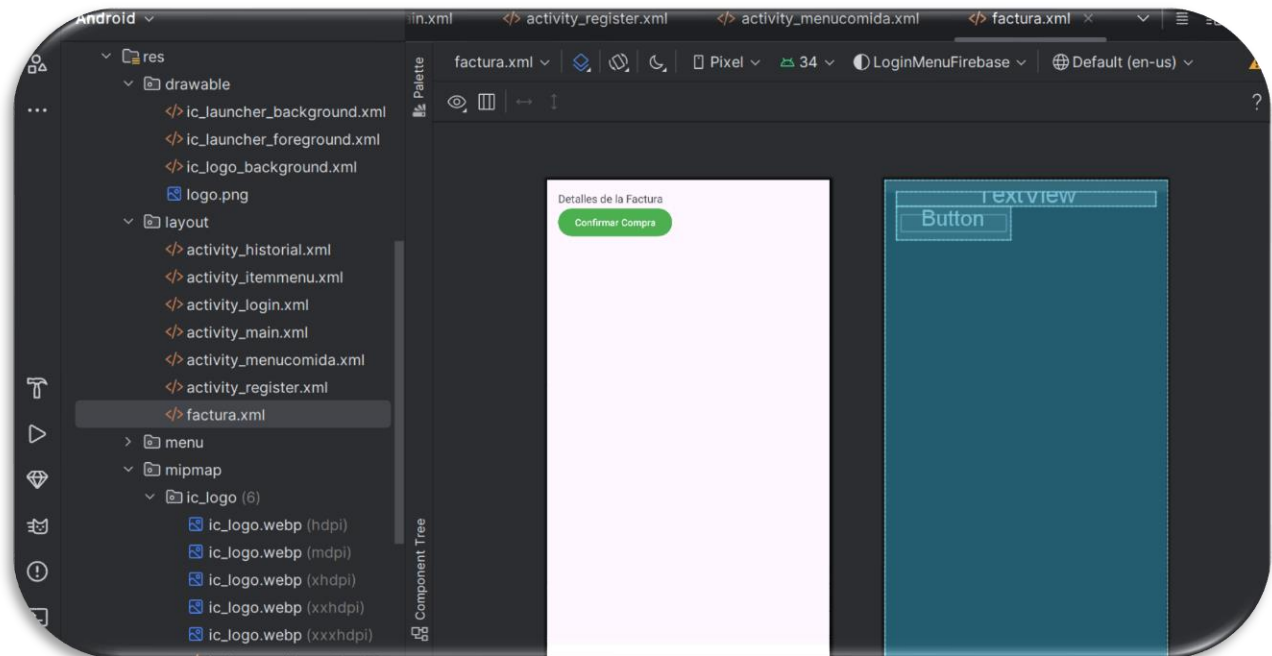 Android
in.xml
activity_register.xml
activity_menucomida.xml
factura.xml
res
drawable
ic_launcher_background.xml
ic_launcher_foreground.xml
ic_logo_background.xml
logo.png
layout
activity_historial.xml
activity_itemmenu.xml
activity_login.xml
activity_main.xml
activity_menucomida.xml
activity_register.xml
factura.xml
menu
mipmap
ic_logo (6)
ic_logo.webp (hdpi)
ic_logo.webp (mdpi)
ic_logo.webp (xhdpi)
ic_logo.webp (xxhdpi)
ic_logo.webp (xxxhdpi)
Palette
Component Tree
factura.xml
Pixel
34
LoginMenuFirebase
Default (en-us)
?
Detalles de la Factura
Confirmar Compra
TextView
Button